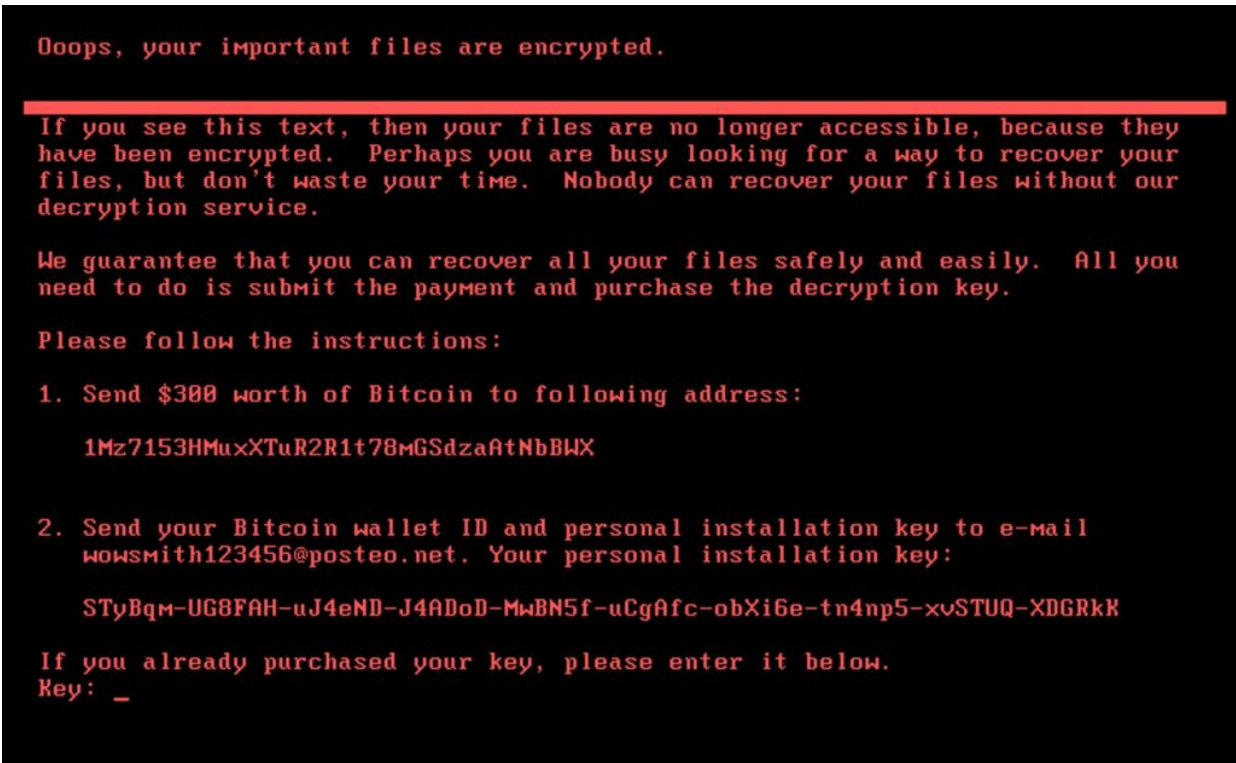 Ooops, your important files are encrypted.
If you see this text, then your files are no longer accessible, because they
have been encrypted.  Perhaps you are busy looking for a way to recover your
files, but don't waste your time.  Nobody can recover your files without our
decryption service.
We guarantee that you can recover all your files safely and easily.  All you
need to do is submit the payment and purchase the decryption key.
Please follow the instructions:
1. Send $300 worth of Bitcoin to following address:
1Mz7153HMuxXTuR2R1t78mGSdzaAtNbBWX
2. Send your Bitcoin wallet ID and personal installation key to e-mail
wowsmith123456@posteo.net. Your personal installation key:
STyBqm-UG8FAH-uJ4eND-J4ADoD-MwBN5f-uCgAfc-obXi6e-tn4np5-xvSTUQ-XDGRkK
If you already purchased your key, please enter it below.
Key: _